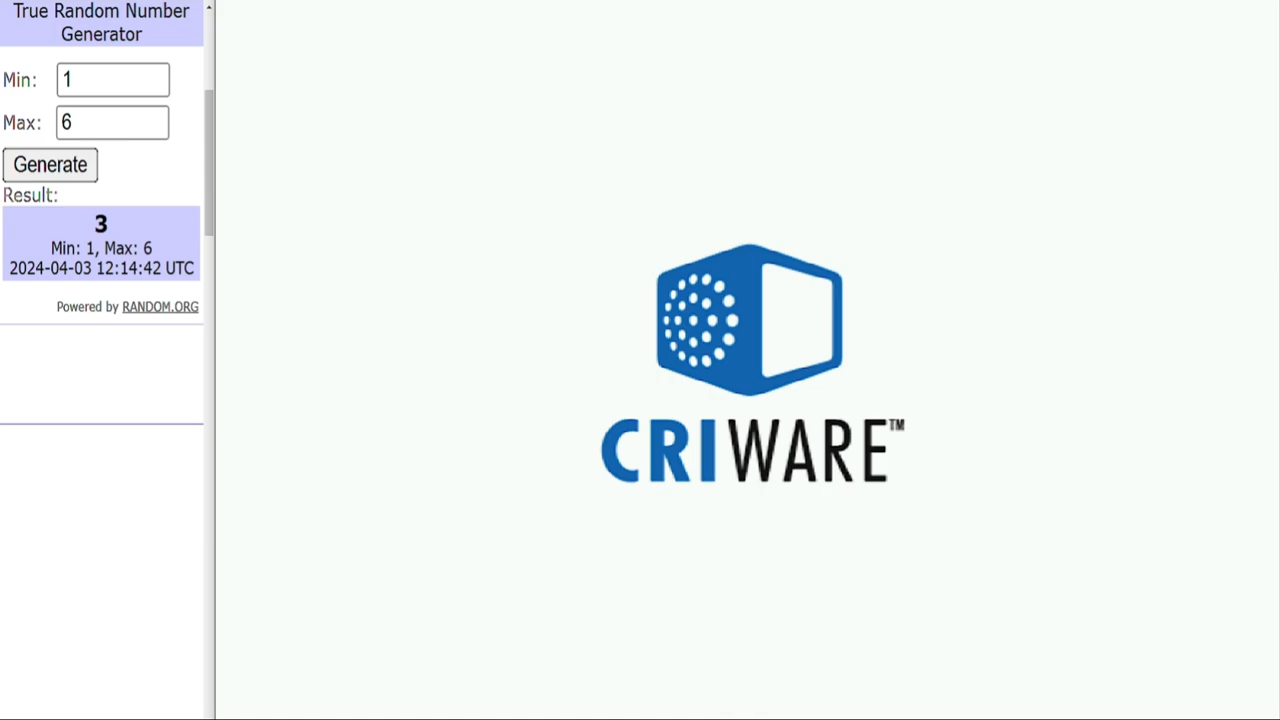 True Random Number
Generator
Min: 1
Max: 6
Generate
Result:
3
Min: 1, Max: 6
2024-04-03 12:14:42 UTC
Powered by RANDOM.ORG
CRIWARE™